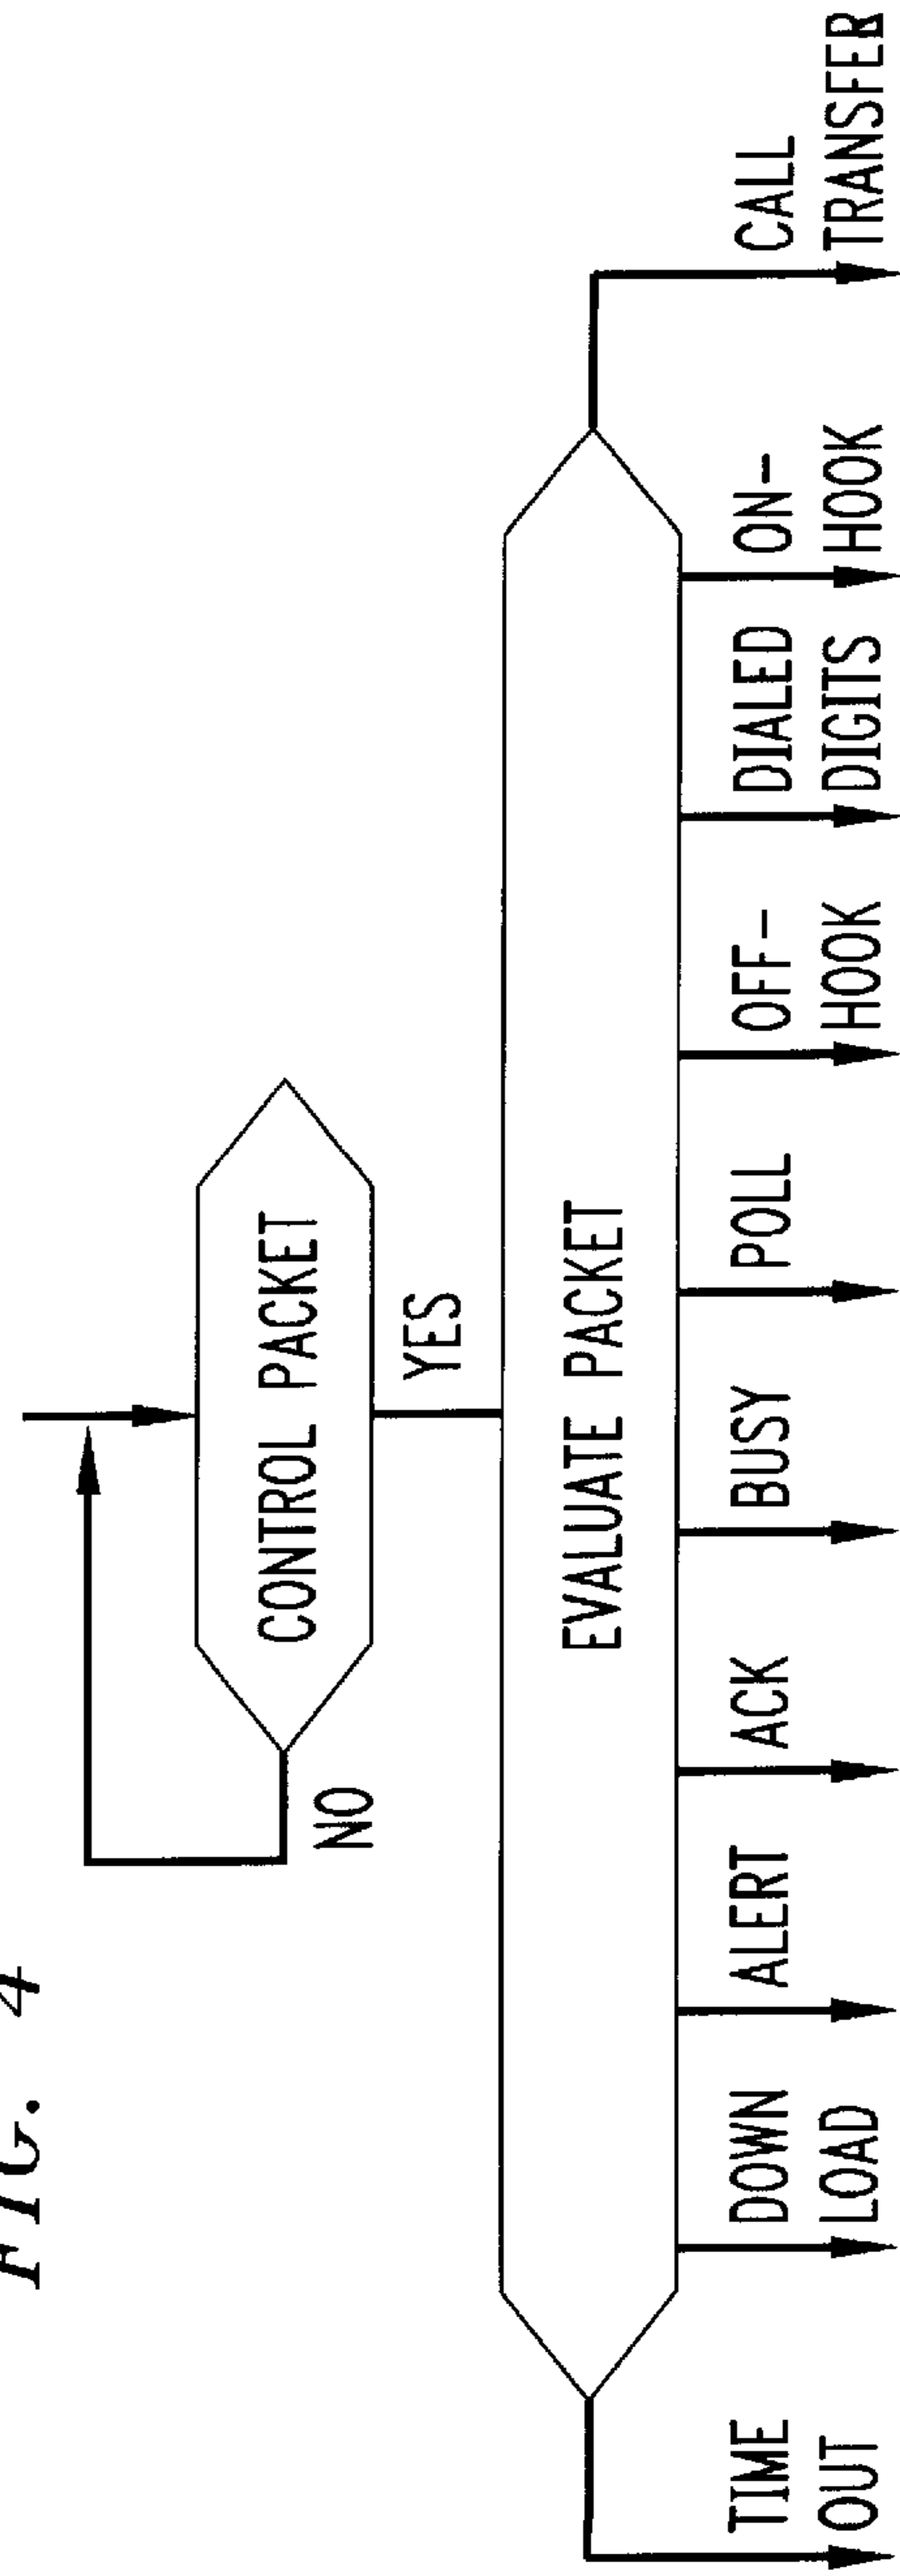 FIG. 4
CONTROL PACKET
NO
YES
EVALUATE PACKET
TIME
OUT
DOWN
LOAD
ALERT
ACK
BUSY
POLL
OFF-
HOOK
DIALED
DIGITS
ON-
HOOK
CALL
TRANSFER